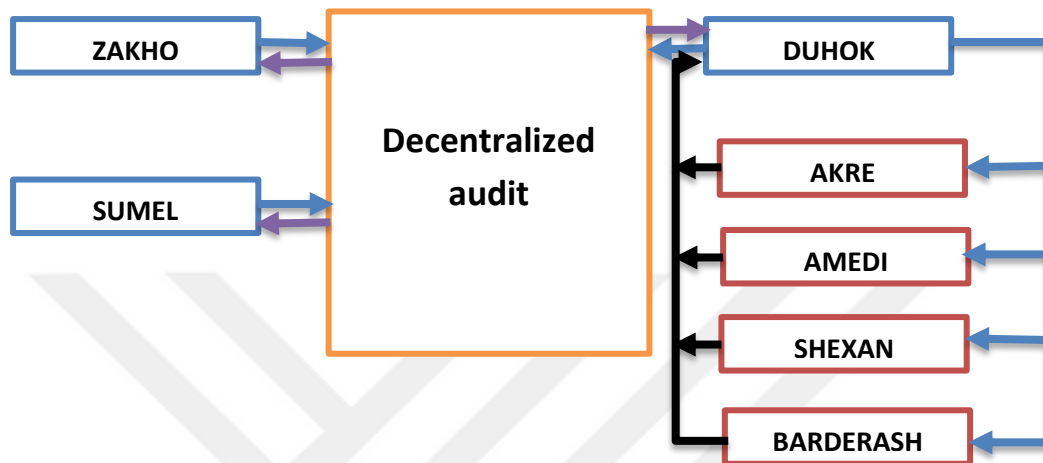 ZAKHO
DUHOK
Decentralized
audit
AKRE
SUMEL
AMEDI
SHEXAN
BARDERASH